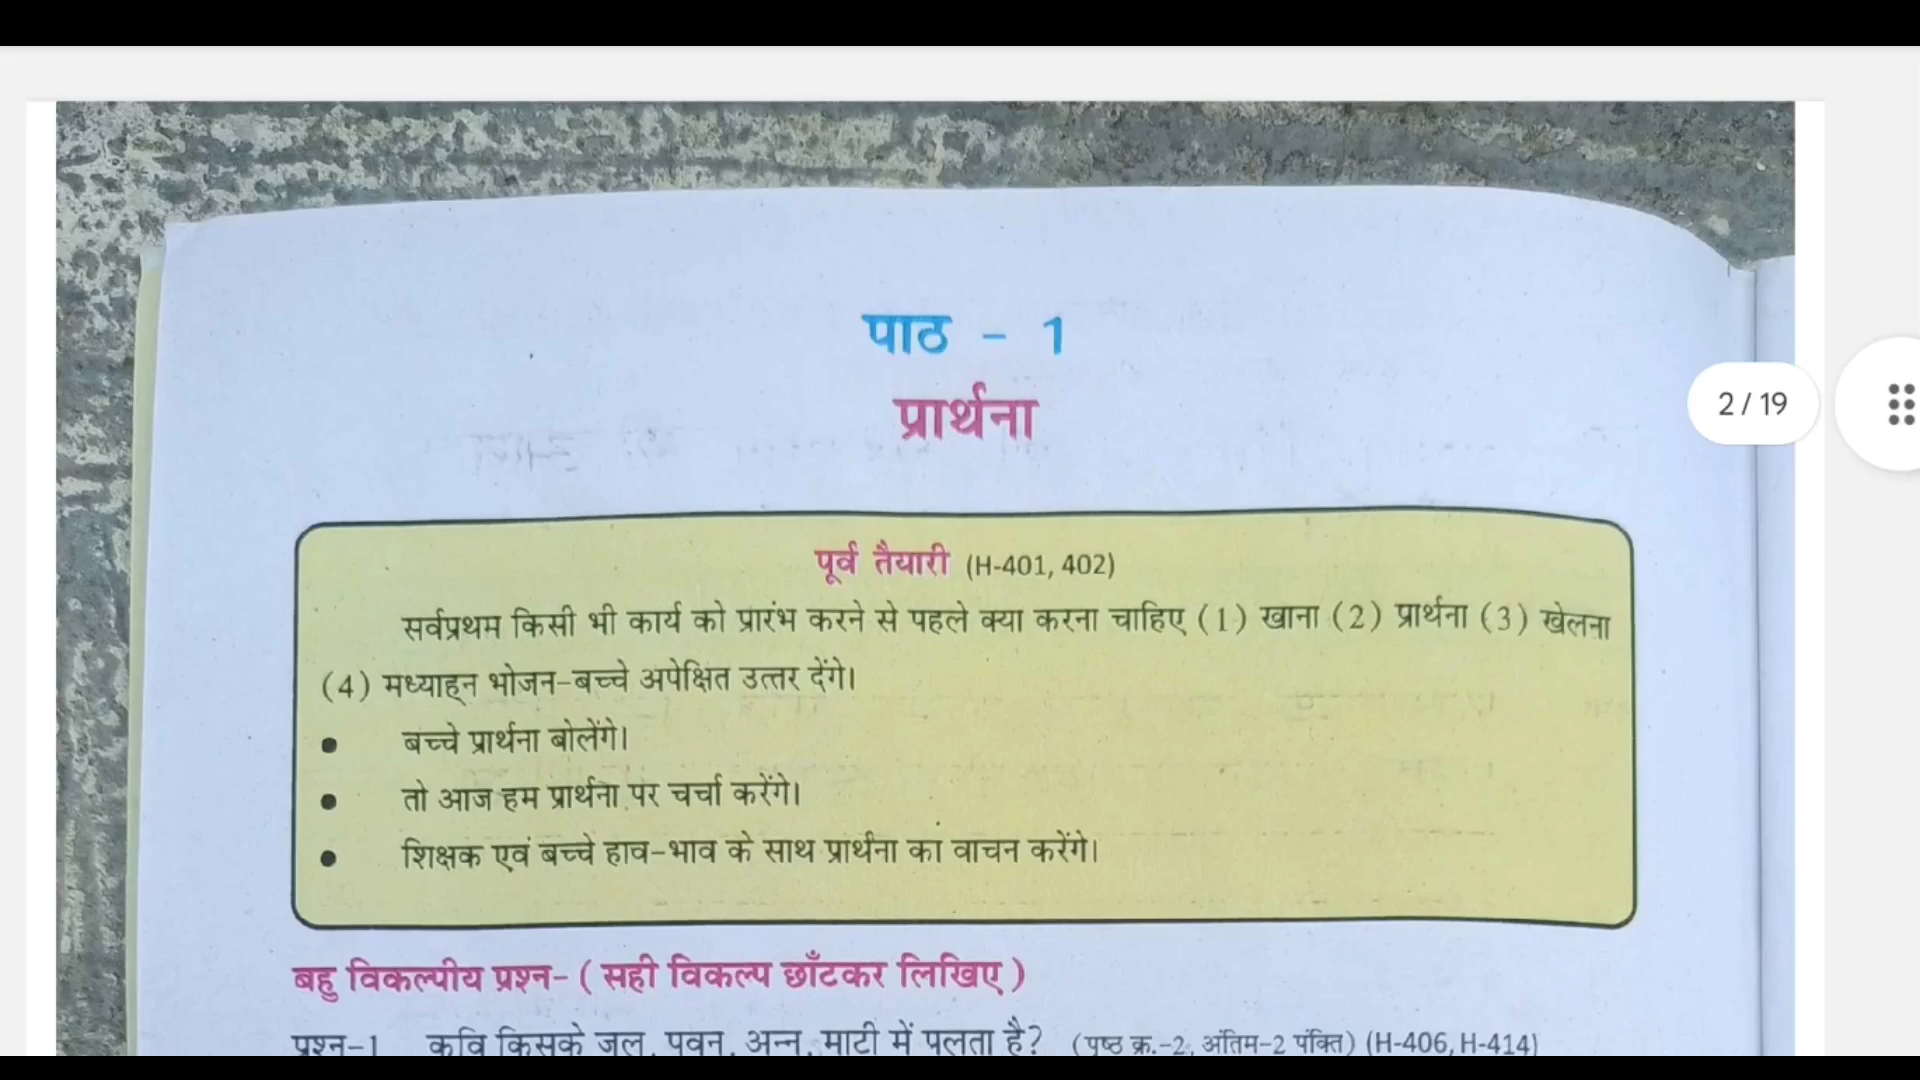 पाठ - 1
प्रार्थना
2 / 19
पूर्व तैयारी (H-401, 402)
सर्वप्रथम किसी भी कार्य को प्रारंभ करने से पहले क्या करना चाहिए (1) खाना (2) प्रार्थना (3) खेलना
(4) मध्याह्न भोजन-बच्चे अपेक्षित उत्तर देंगे।
● बच्चे प्रार्थना बोलेंगे।
● तो आज हम प्रार्थना पर चर्चा करेंगे।
● शिक्षक एवं बच्चे हाव-भाव के साथ प्रार्थना का वाचन करेंगे।
बहु विकल्पीय प्रश्न- ( सही विकल्प छाँटकर लिखिए )
प्रश्न-1 कवि किसके जल, पवन, अन्न, माटी में पलता है? (पृष्ठ क्र.-2, अंतिम-2 पंक्ति) (H-406, H-414)